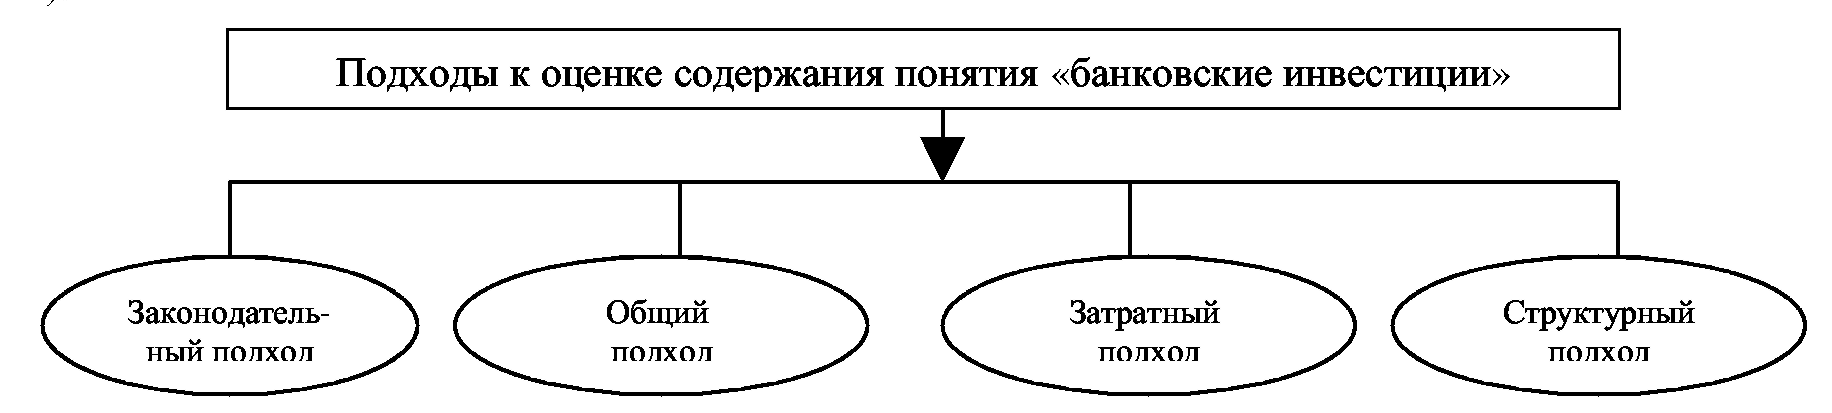 Подходы к оценке содержания понятия «банковские инвестиции»
Законодатель-
ный подход
Общий
подход
Затратный
подход
Структурный
подход